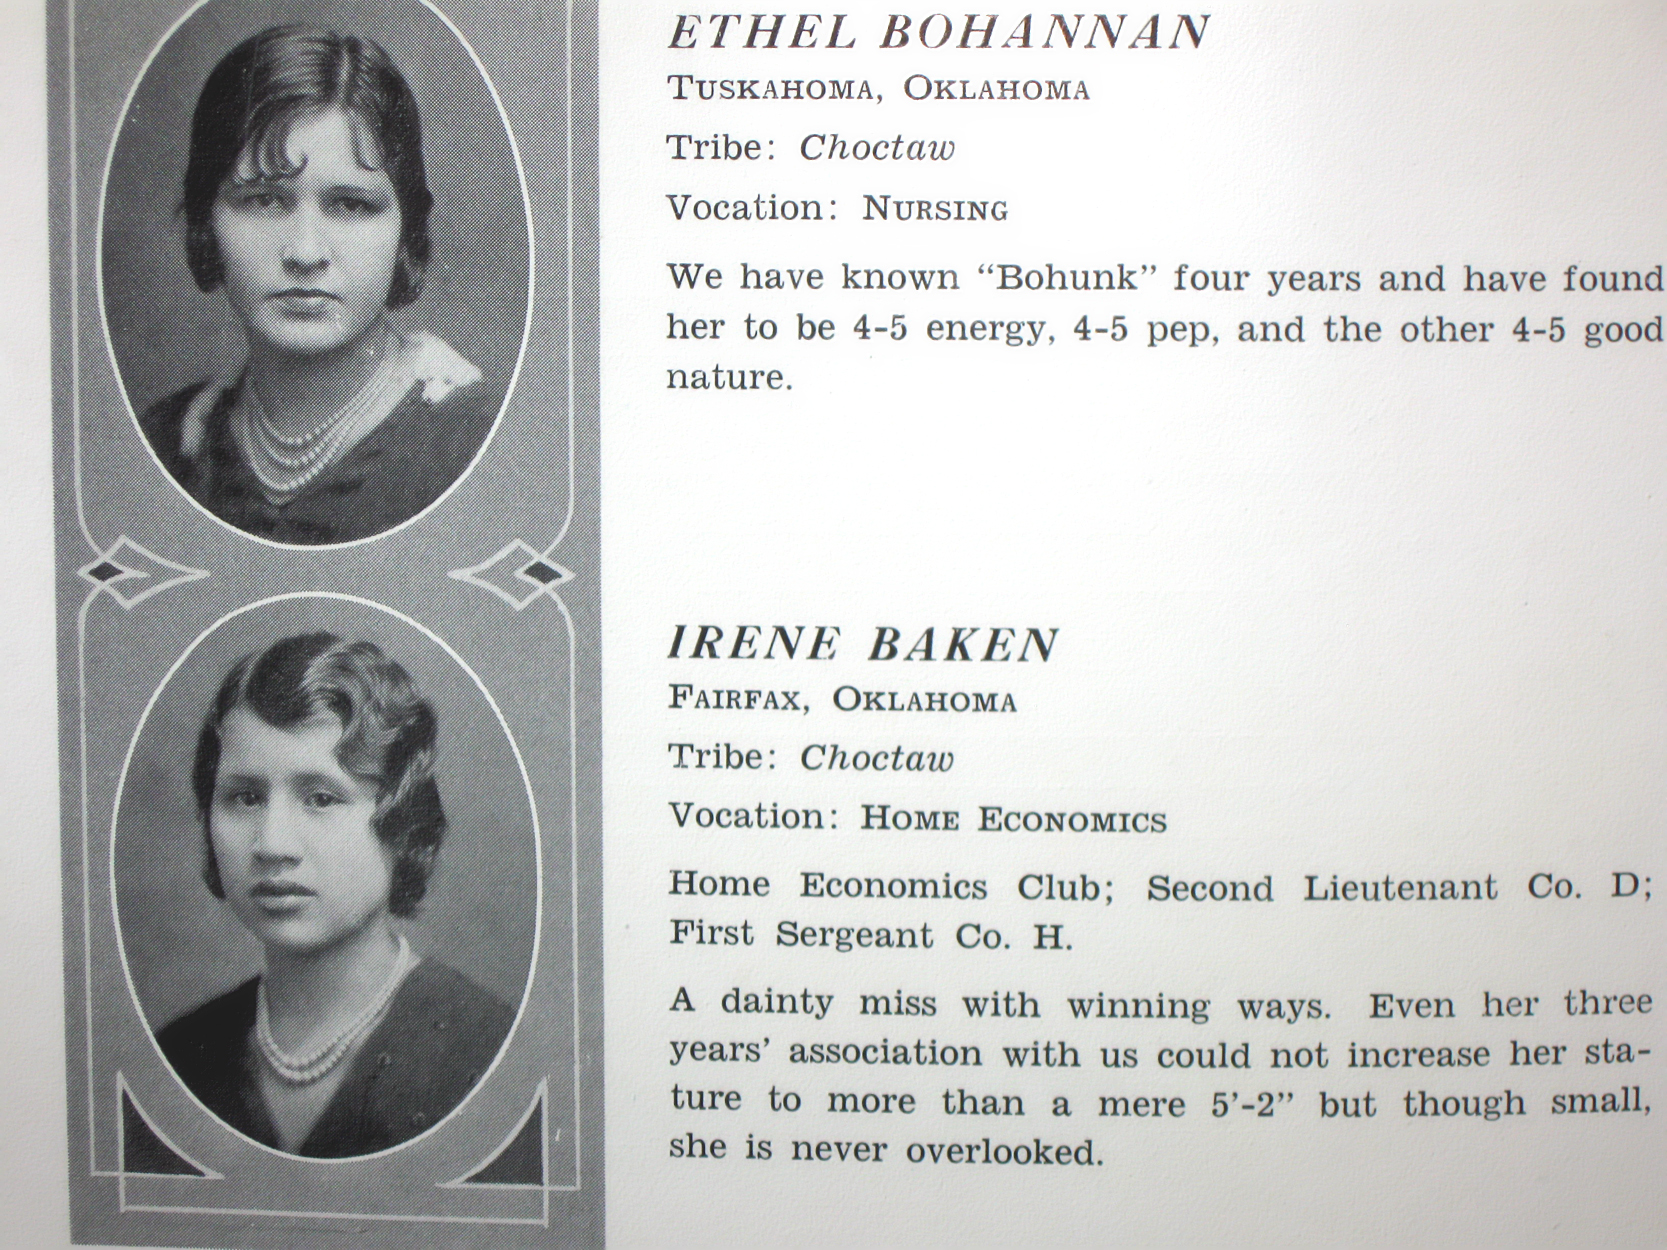 ETHEL BOHANNAN
TUSKAHOMA, OKLAHOMA
Tribe: Choctaw
Vocation: NURSING
We have known “Bohunk” four years and have found
her to be 4-5 energy, 4-5 pep, and the other 4-5 good
nature.
IRENE BAKEN
FAIRFAX, OKLAHOMA
Tribe: Choctaw
Vocation: HOME ECONOMICS
Home Economics Club; Second Lieutenant Co. D;
First Sergeant Co. H.
A dainty miss with winning ways. Even her three
years’ association with us could not increase her sta-
ture to more than a mere 5’-2” but though small,
she is never overlooked.